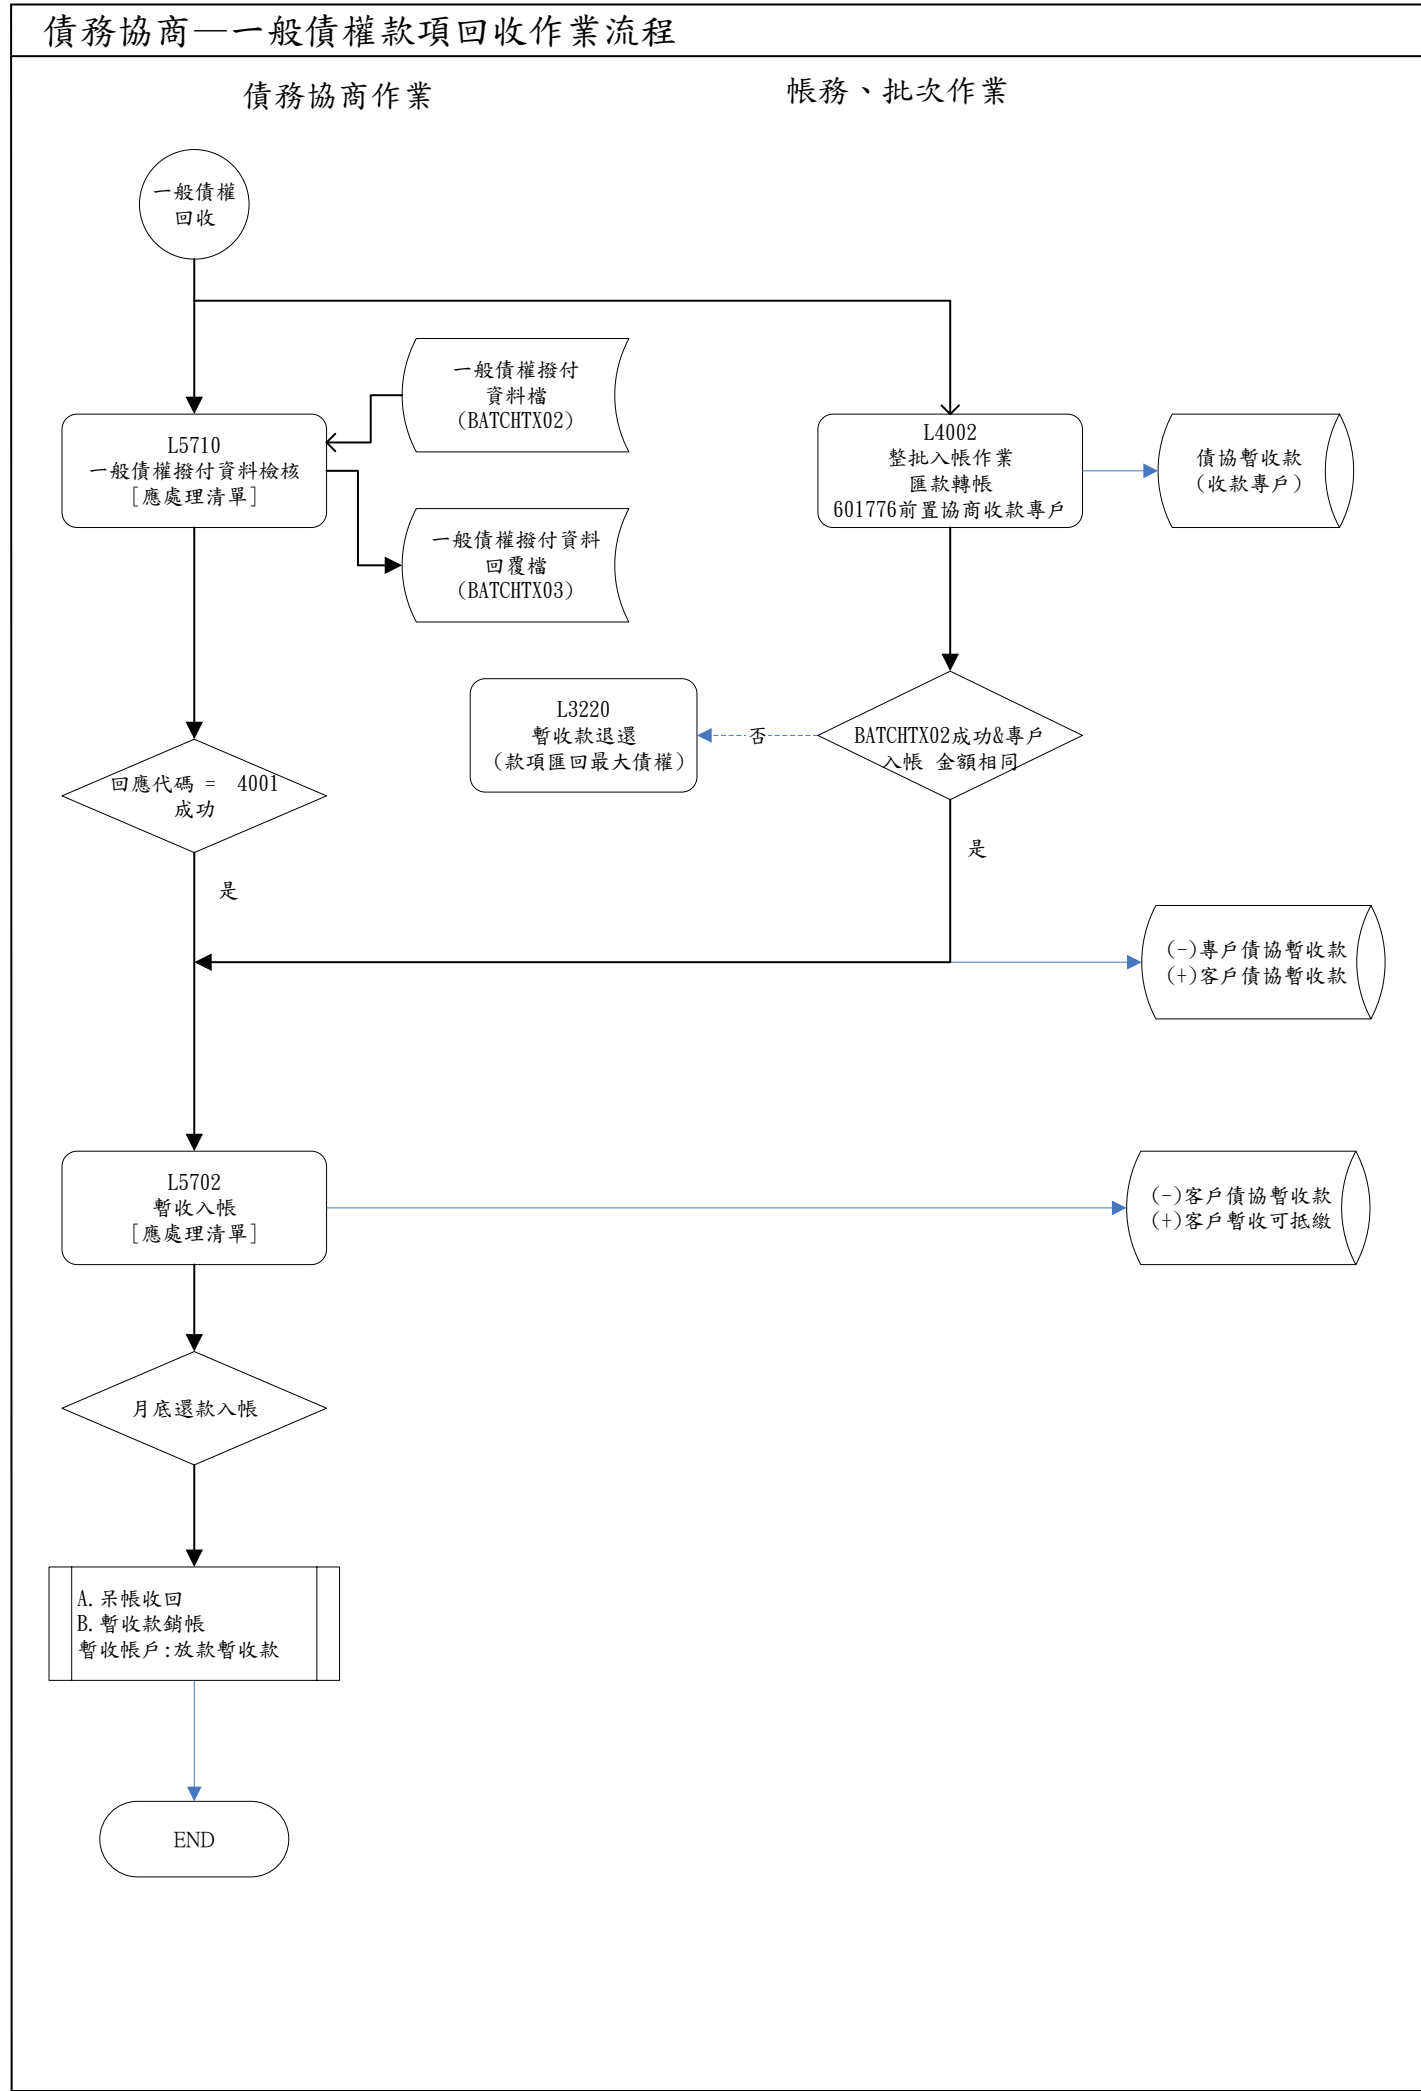 債務協商—一般債權款項回收作業流程
債務協商作業
帳務、批次作業
一般債權
回收
一般債權撥付
資料檔
(BATCHTX02)
L5710
一般債權撥付資料檢核
[應處理清單]
L4002
整批入帳作業
匯款轉帳
601776前置協商收款專戶
債協暫收款
(收款專戶)
一般債權撥付資料
回覆檔
(BATCHTX03)
L3220
暫收款退還
(款項匯回最大債權)
否
BATCHTX02成功&專戶
入帳 金額相同
回應代碼 = 4001
成功
是
是
(-)專戶債協暫收款
(+)客戶債協暫收款
L5702
暫收入帳
[應處理清單]
(-)客戶債協暫收款
(+)客戶暫收可抵繳
月底還款入帳
A.呆帳收回
B.暫收款銷帳
暫收帳戶:放款暫收款
END